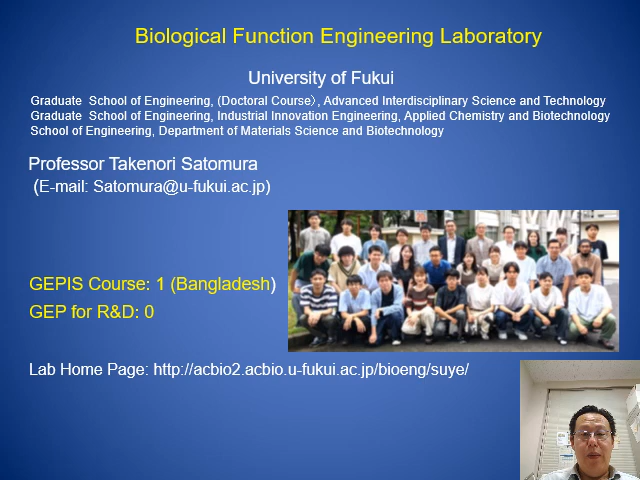 Biological Function Engineering Laboratory
University of Fukui
Graduate School of Engineering, (Doctoral Course〉, Advanced Interdisciplinary Science and Technology
Graduate School of Engineering, Industrial Innovation Engineering, Applied Chemistry and Biotechnology
School of Engineering, Department of Materials Science and Biotechnology
Professor Takenori Satomura
(E-mail: Satomura@u-fukui.ac.jp)
GEPIS Course: 1 (Bangladesh)
GEP for R&D: 0
Lab Home Page: http://acbio2.acbio.u-fukui.ac.jp/bioeng/suye/